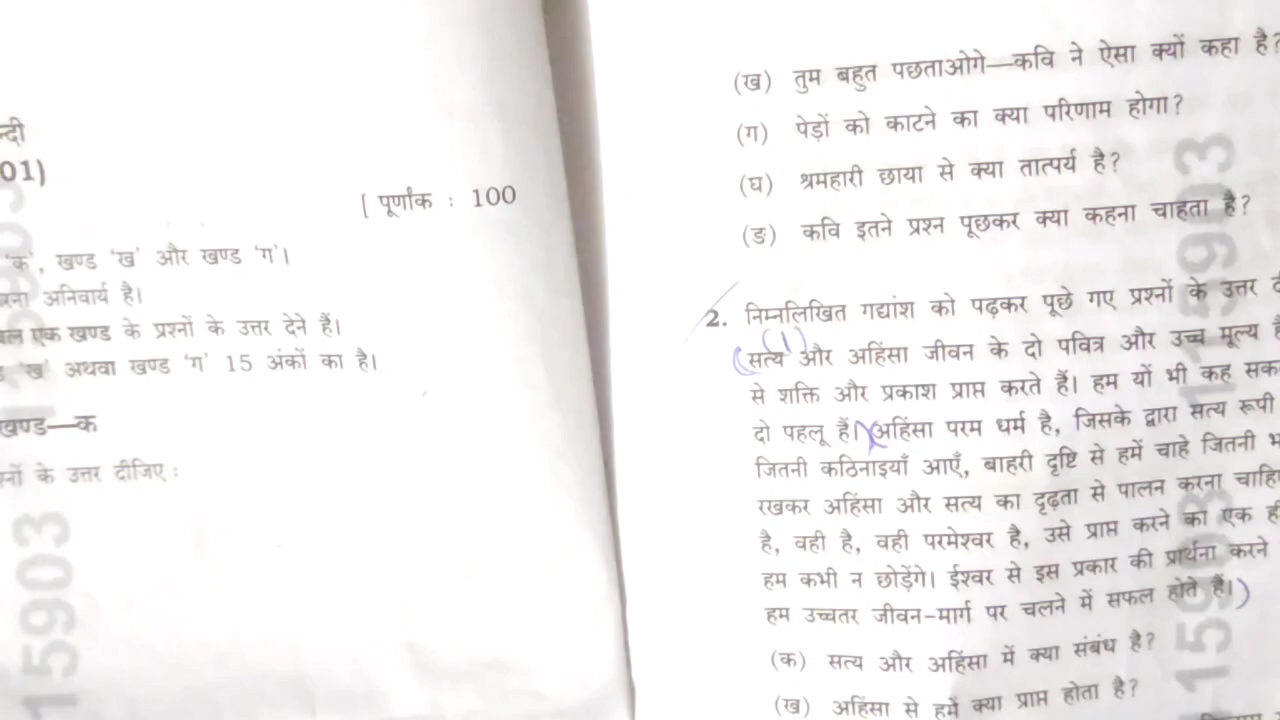 01)
[ पूर्णांक : 100
'क', खण्ड 'ख' और खण्ड 'ग'।
अनिवार्य है।
एक खण्ड के प्रश्नों के उत्तर देने हैं।
'ख' अथवा खण्ड 'ग' 15 अंकों का है।
खण्ड—क
के उत्तर दीजिए :
15903
(ख) तुम बहुत पछताओगे—कवि ने ऐसा क्यों कहा है?
(ग) पेड़ों को काटने का क्या परिणाम होगा?
(घ) श्रमहारी छाया से क्या तात्पर्य है?
(ङ) कवि इतने प्रश्न पूछकर क्या कहना चाहता है?
2. निम्नलिखित गद्यांश को पढ़कर पूछे गए प्रश्नों के उत्तर
(1)
सत्य और अहिंसा जीवन के दो पवित्र और उच्च मूल्य
से शक्ति और प्रकाश प्राप्त करते हैं। हम यों भी कह
दो पहलू हैं। अहिंसा परम धर्म है, जिसके द्वारा सत्य रूपी
जितनी कठिनाइयाँ आएँ, बाहरी दृष्टि से हमें चाहे जितनी
रखकर अहिंसा और सत्य का दृढ़ता से पालन करना
है, वही है, वही परमेश्वर है, उसे प्राप्त करने का एक
हम कभी न छोड़ेंगे। ईश्वर से इस प्रकार की प्रार्थना करने
हम उच्चतर जीवन-मार्ग पर चलने में सफल होते हैं।)
(क) सत्य और अहिंसा में क्या संबंध है?
(ख) अहिंसा से हमें क्या प्राप्त होता है?
15903
15903